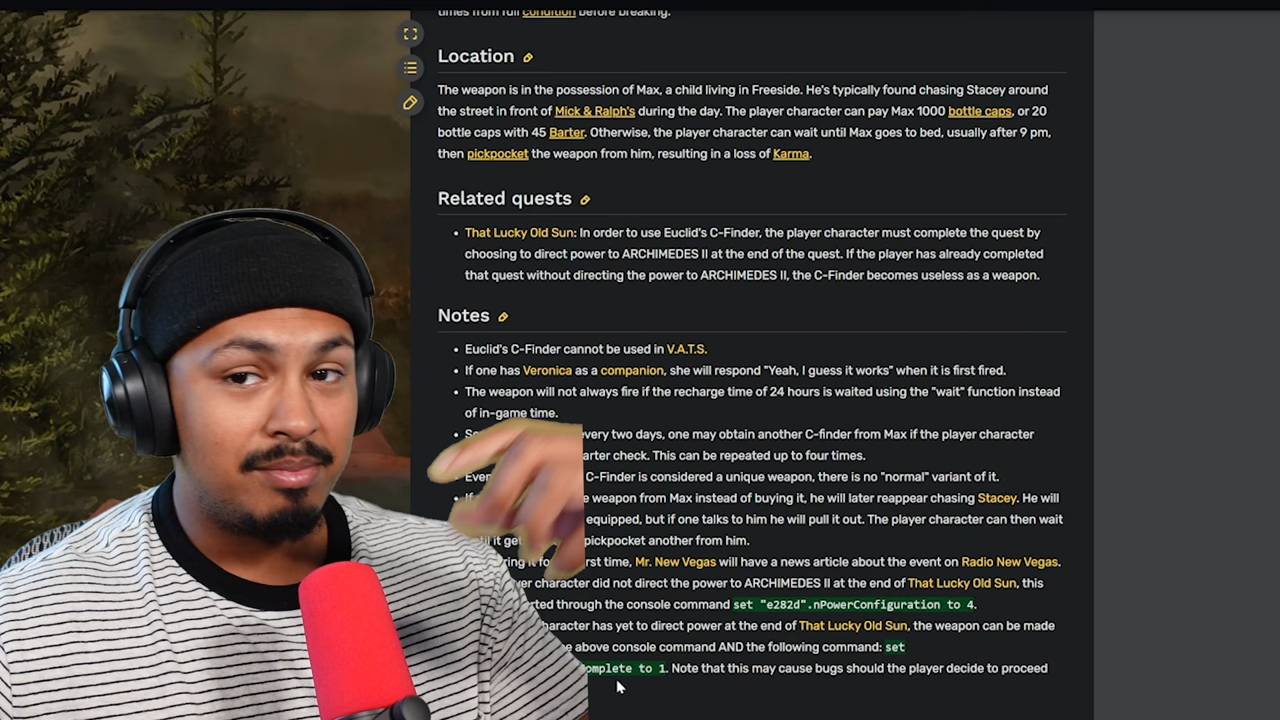 times from full condition before breaking.
Location
The weapon is in the possession of Max, a child living in Freeside. He's typically found chasing Stacey around
the street in front of Mick & Ralph's during the day. The player character can pay Max 1000 bottle caps, or 20
bottle caps with 45 Barter. Otherwise, the player character can wait until Max goes to bed, usually after 9 pm,
then pickpocket the weapon from him, resulting in a loss of Karma.
Related quests
• That Lucky Old Sun: In order to use Euclid's C-Finder, the player character must complete the quest by
choosing to direct power to ARCHIMEDES II at the end of the quest. If the player has already completed
that quest without directing the power to ARCHIMEDES II, the C-Finder becomes useless as a weapon.
Notes
• Euclid's C-Finder cannot be used in V.A.T.S.
• If one has Veronica as a companion, she will respond "Yeah, I guess it works" when it is first fired.
• The weapon will not always fire if the recharge time of 24 hours is waited using the "wait" function instead
of in-game time.
• every two days, one may obtain another C-finder from Max if the player character
check. This can be repeated up to four times.
• C-Finder is considered a unique weapon, there is no "normal" variant of it.
• weapon from Max instead of buying it, he will later reappear chasing Stacey. He will
equipped, but if one talks to him he will pull it out. The player character can then wait
it pickpocket another from him.
time, Mr. New Vegas will have a news article about the event on Radio New Vegas.
character did not direct the power to ARCHIMEDES II at the end of That Lucky Old Sun, this
through the console command set "e282d".nPowerConfiguration to 4.
has yet to direct power at the end of That Lucky Old Sun, the weapon can be made
above console command AND the following command: set
to 1. Note that this may cause bugs should the player decide to proceed